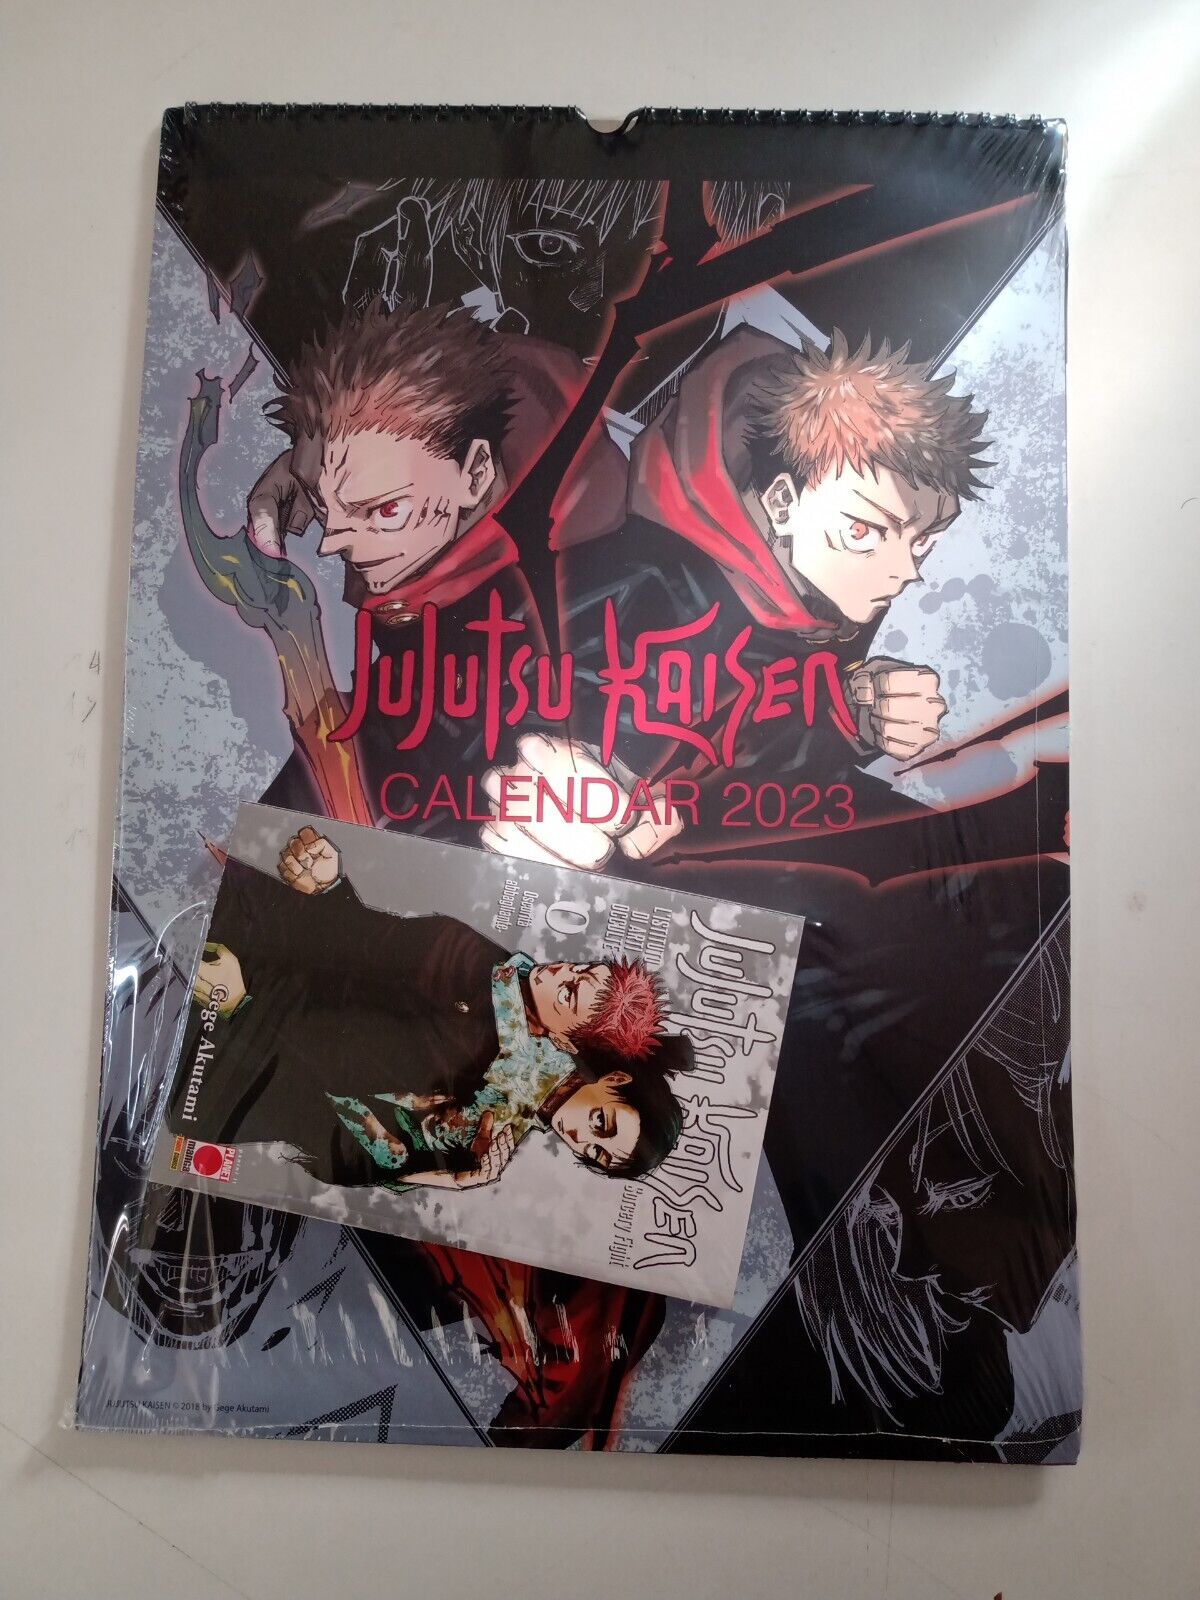 JUJUTSU KAISEN
CALENDAR 2023
JUJUTSU KAISEN
Sorcery Fight
L'ISTITUTO
DI ARTI
OCCULTE
0
Oscurità
abbagliante
Gege Akutami
PLANET
manga
JUJUTSU KAISEN © 2018 by Gege Akutami
4